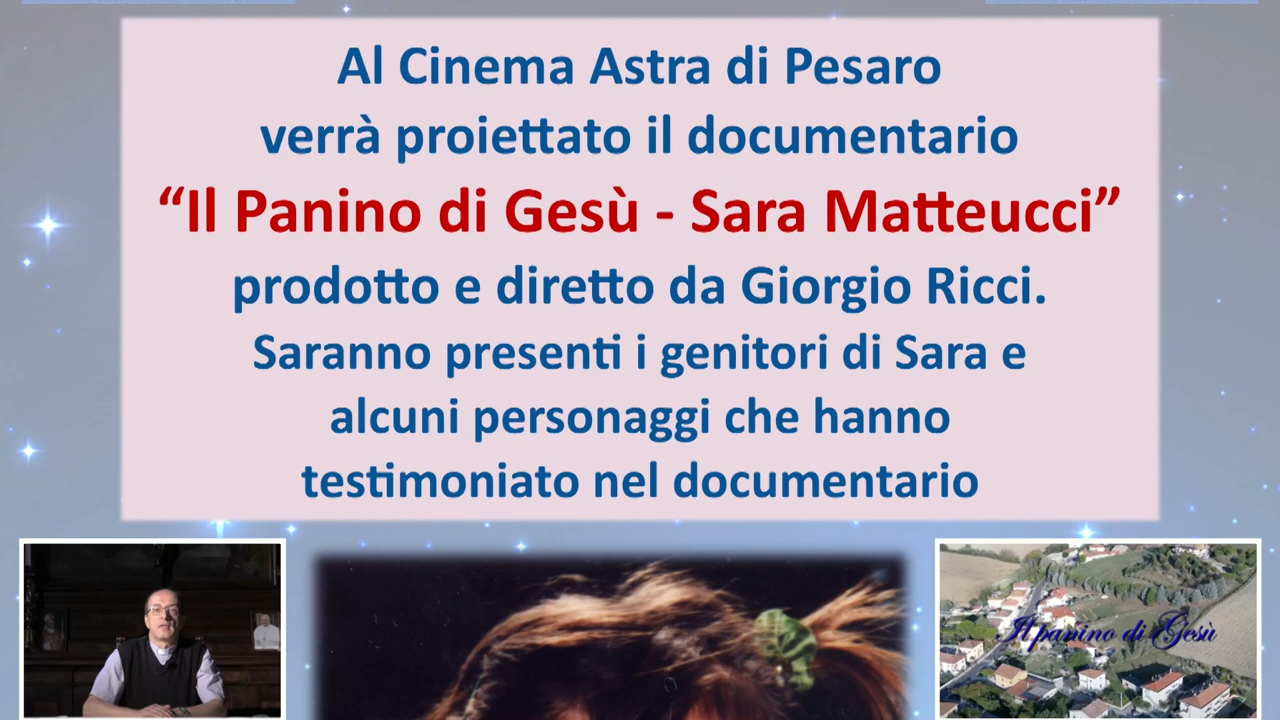 Al Cinema Astra di Pesaro
verrà proiettato il documentario
“Il Panino di Gesù - Sara Matteucci”
prodotto e diretto da Giorgio Ricci.
Saranno presenti i genitori di Sara e
alcuni personaggi che hanno
testimoniato nel documentario
Il panino di Gesù